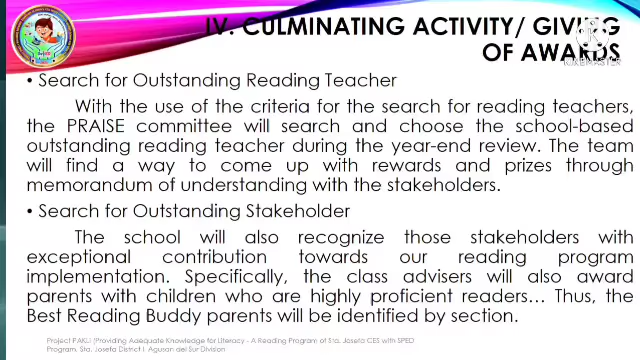 IV. CULMINATING ACTIVITY/ GIVING
OF AWARDS
KINEMASTER
• Search for Outstanding Reading Teacher
With the use of the criteria for the search for reading teachers,
the PRAISE committee will search and choose the school-based
outstanding reading teacher during the year-end review. The team
will find a way to come up with rewards and prizes through
memorandum of understanding with the stakeholders.
• Search for Outstanding Stakeholder
The school will also recognize those stakeholders with
exceptional contribution towards our reading program
implementation. Specifically, the class advisers will also award
parents with children who are highly proficient readers... Thus, the
Best Reading Buddy parents will be identified by section.
Project PAKLI (Providing Adequate Knowledge for Literacy - A Reading Program of Sta. Josefa CES with SPED
Program, Sta. Josefa District I, Agusan del Sur Division